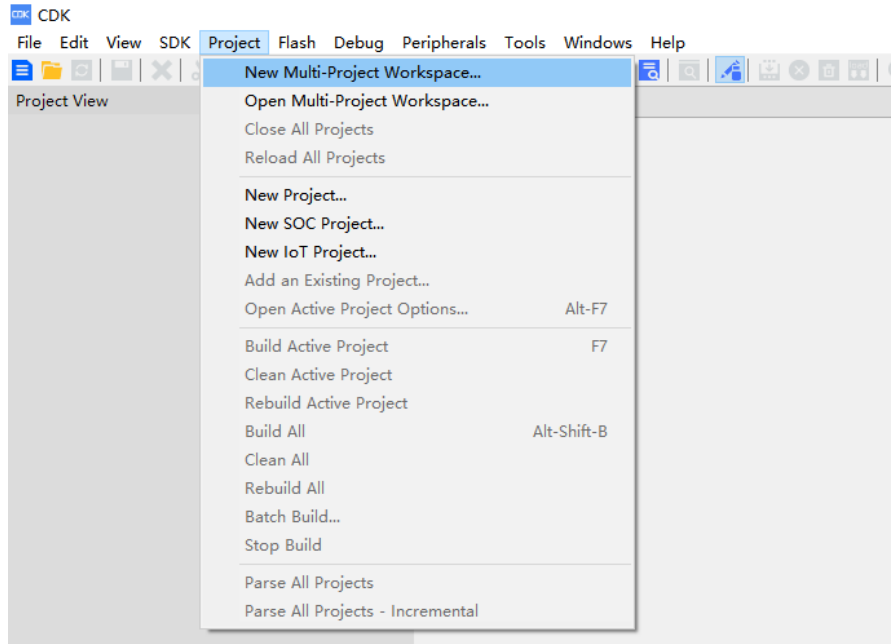 CDK CDK
File Edit View SDK Project Flash Debug Peripherals Tools Windows Help
Project View
New Multi-Project Workspace...
Open Multi-Project Workspace...
Close All Projects
Reload All Projects
New Project...
New SOC Project...
New IoT Project...
Add an Existing Project...
Open Active Project Options... Alt-F7
Build Active Project F7
Clean Active Project
Rebuild Active Project
Build All Alt-Shift-B
Clean All
Rebuild All
Batch Build...
Stop Build
Parse All Projects
Parse All Projects - Incremental